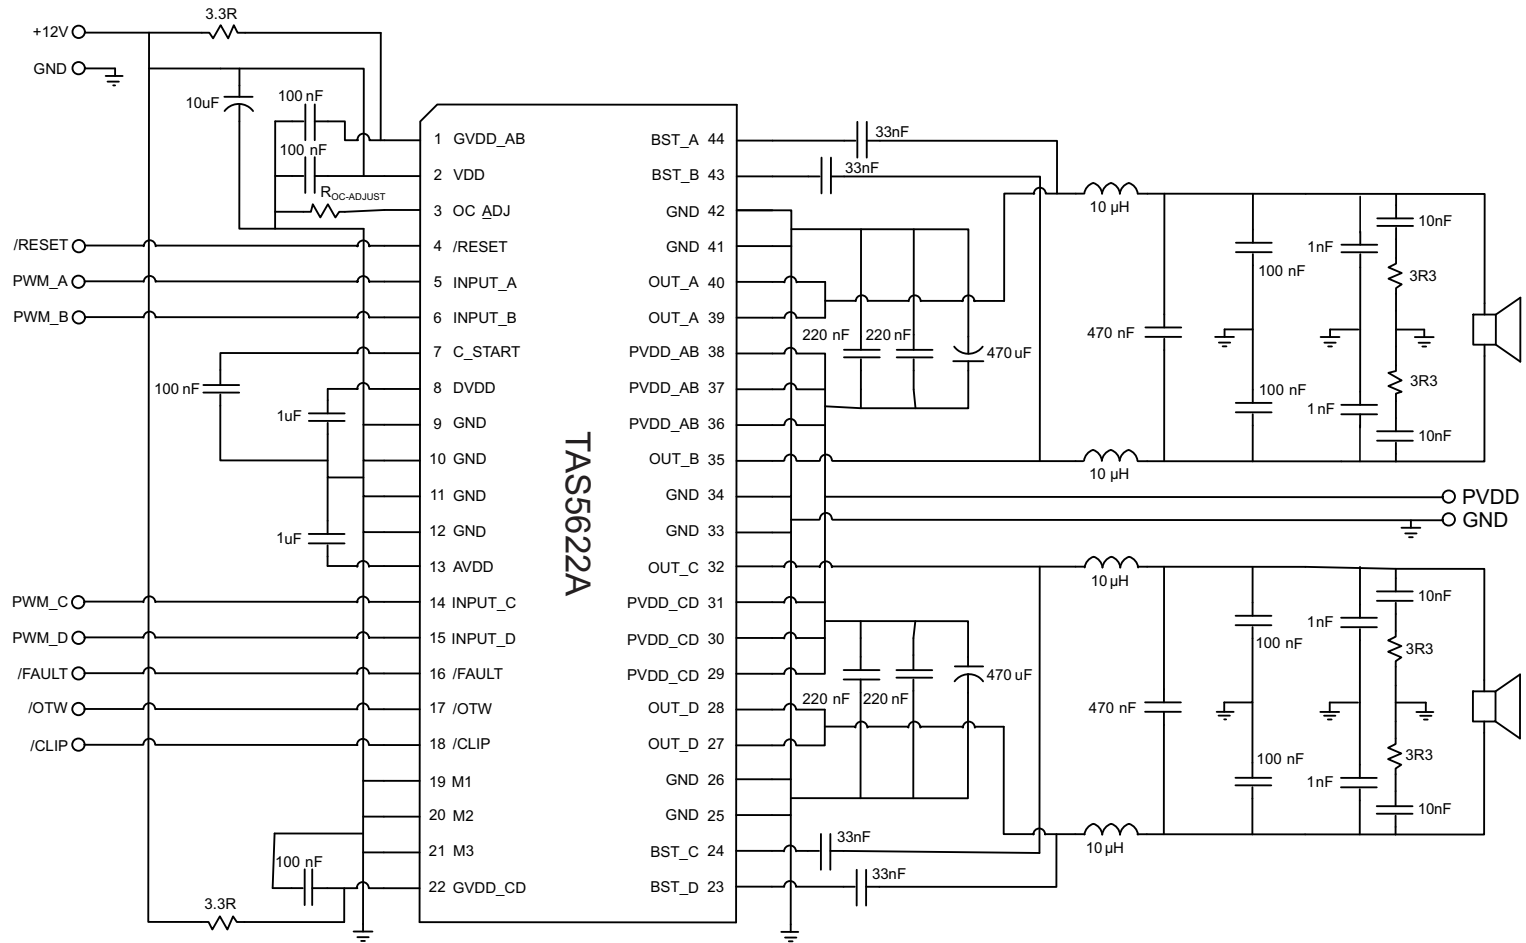 +12V
3.3R
GND
10uF
100 nF
100 nF
R_OC-ADJUST
/RESET
PWM_A
PWM_B
100 nF
1uF
1uF
PWM_C
PWM_D
/FAULT
/OTW
/CLIP
100 nF
3.3R
1 GVDD_AB
2 VDD
3 OC_ADJ
4 /RESET
5 INPUT_A
6 INPUT_B
7 C_START
8 DVDD
9 GND
10 GND
11 GND
12 GND
13 AVDD
14 INPUT_C
15 INPUT_D
16 /FAULT
17 /OTW
18 /CLIP
19 M1
20 M2
21 M3
22 GVDD_CD
TAS5622A
BST_A 44
BST_B 43
GND 42
GND 41
OUT_A 40
OUT_A 39
PVDD_AB 38
PVDD_AB 37
PVDD_AB 36
OUT_B 35
GND 34
GND 33
OUT_C 32
PVDD_CD 31
PVDD_CD 30
PVDD_CD 29
OUT_D 28
OUT_D 27
GND 26
GND 25
BST_C 24
BST_D 23
33nF
33nF
10 µH
220 nF
220 nF
470 uF
10 µH
470 nF
100 nF
100 nF
1nF
1nF
10nF
3R3
3R3
10nF
PVDD
GND
10 µH
220 nF
220 nF
470 uF
33nF
33nF
10 µH
470 nF
100 nF
100 nF
1nF
1nF
10nF
3R3
3R3
10nF